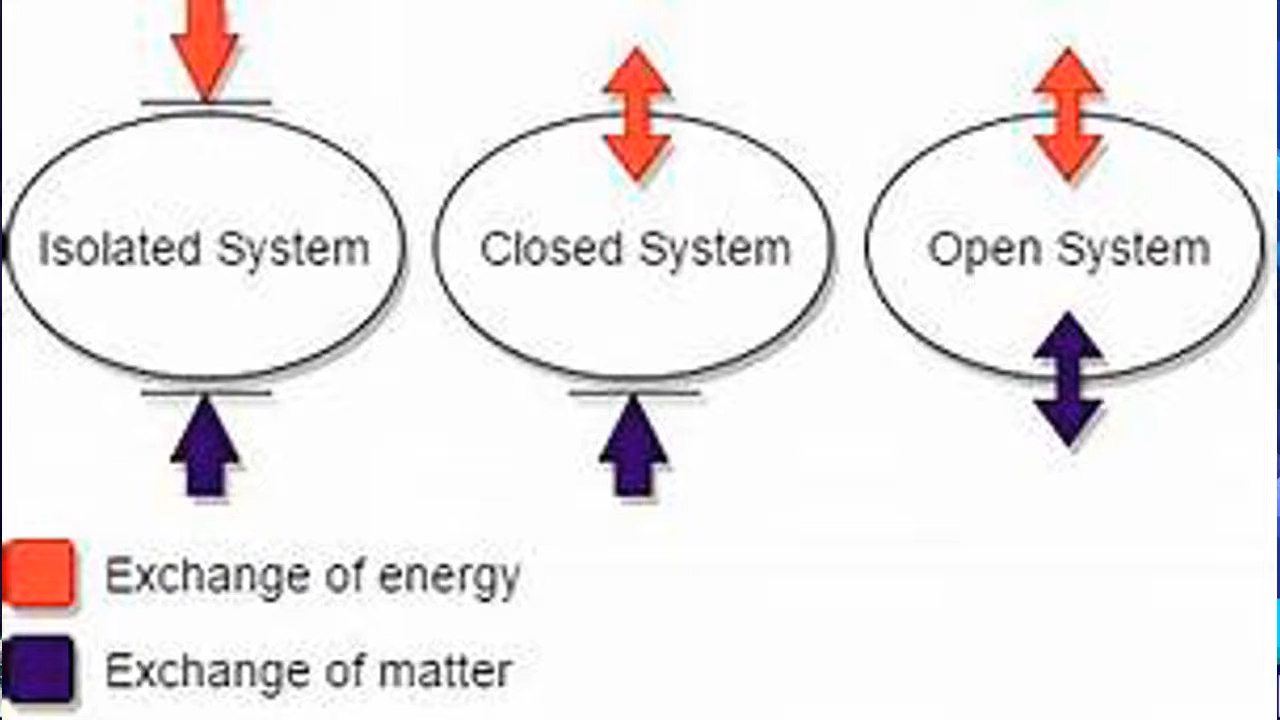 Isolated System
Closed System
Open System
Exchange of energy
Exchange of matter